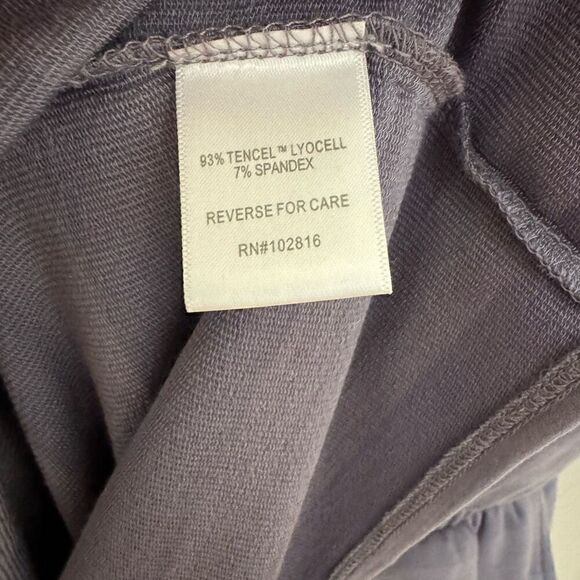 93% TENCEL™ LYOCELL
7% SPANDEX
REVERSE FOR CARE
RN#102816